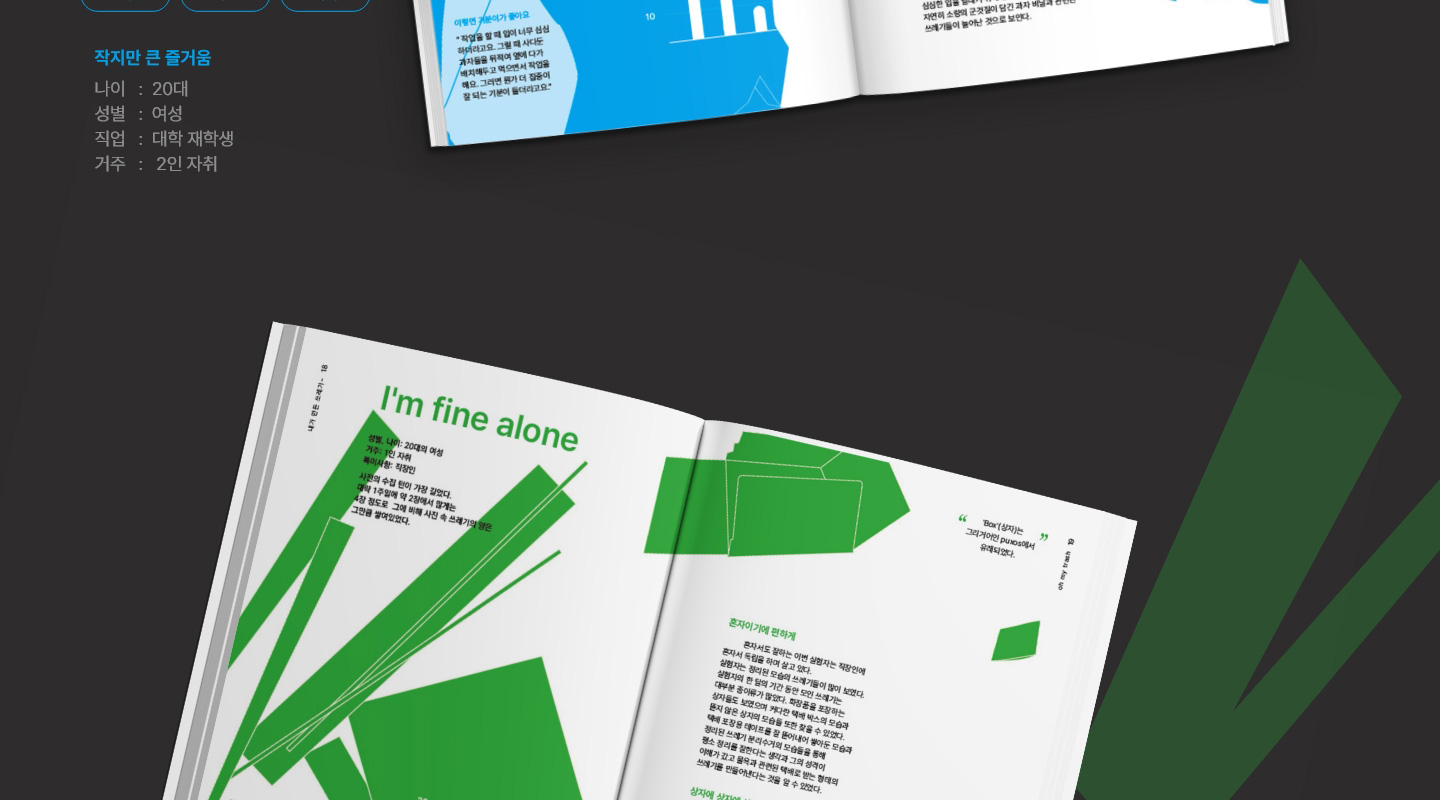 이럴땐 기분이 좋아요
"작업을 할 때 입이 너무 심심
하더라고요. 그럴 때 사다둔
과자들을 뒤적여 옆에 다가
배치해두고 먹으면서 작업을
해요. 그러면 뭔가 더 집중이
잘 되는 기분이 들더라고요."
10
자연히 소량의 군것질이 담긴 과자 비닐과 관련된
쓰레기들이 늘어난 것으로 보인다.
작지만 큰 즐거움
나이 : 20대
성별 : 여성
직업 : 대학 재학생
거주 : 2인 자취
내가 만든 쓰레기- 18
I'm fine alone
성별, 나이: 20대의 여성
거주: 1인 자취
특이사항: 직장인
사진의 수집 텀이 가장 길었다.
대략 1주일에 약 2장에서 많게는
4장 정도로 그에 비해 사진 속 쓰레기의 양은
그만큼 쌓여있었다.
“ 'Box'(상자)는 ”
그리거어인 puxos에서
유래되었다.
19
oh my trash
혼자이기에 편하게
혼자서도 잘하는 이번 실험자는 직장인에
혼자서 독립을 하며 살고 있다.
실험자는 정리된 모습의 쓰레기들이 많이 보였다.
실험자의 한 달의 기간 동안 모인 쓰레기는
대부분 종이류가 많았다. 화장품을 포장하는
상자들도 보였으며 커다란 택배 박스의 모습과
뜯지 않은 상자의 모습들 또한 찾을 수 있었다.
택배 포장용 테이프를 잘 뜯어내어 쌓아둔 모습과
정리된 쓰레기 분리수거의 모습들을 통해
평소 정리를 잘한다는 생각과 그의 성격이
이해가 갔고 물욕과 관련된 택배로 받는 형태의
쓰레기를 만들어낸다는 것을 알 수 있었다.
상자에 상자에